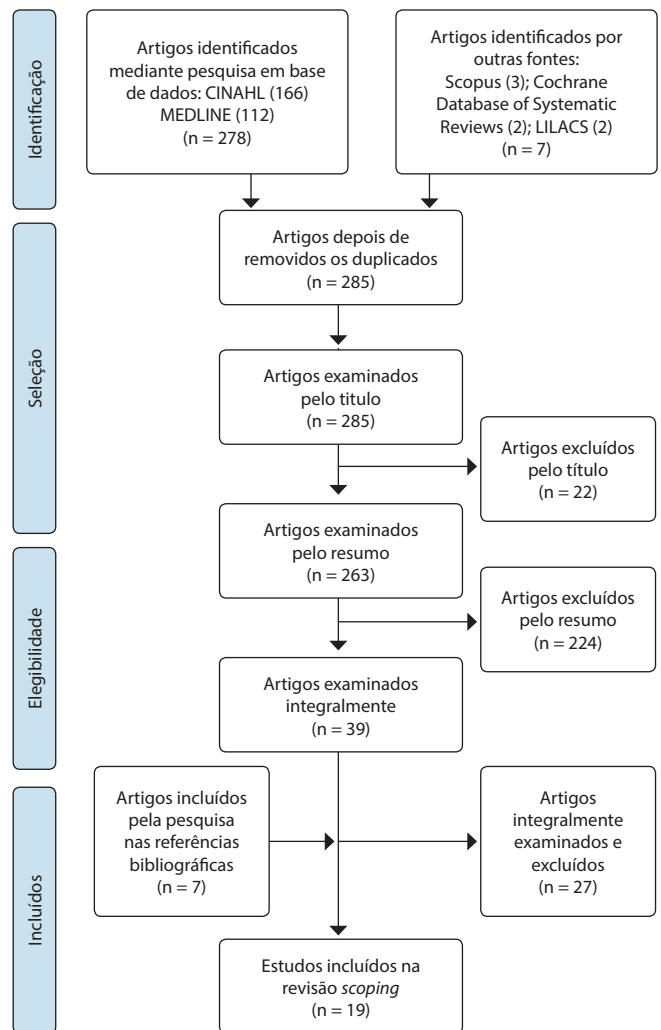 Identificação
Artigos identificados
mediante pesquisa em base
de dados: CINAHL (166)
MEDLINE (112)
(n = 278)
Artigos identificados por
outras fontes:
Scopus (3); Cochrane
Database of Systematic
Reviews (2); LILACS (2)
n = 7)
Seleção
Artigos depois de
removidos os duplicados
(n = 285)
Artigos examinados
pelo titulo
(n = 285)
Artigos excluídos
pelo título
(n = 22)
Artigos examinados
pelo resumo
(n = 263)
Elegibilidade
Artigos excluídos
pelo resumo
(n = 224)
Artigos examinados
integralmente
(n = 39)
Incluídos
Artigos incluídos
pela pesquisa
nas referências
bibliográficas
(n = 7)
Artigos
integralmente
examinados e
excluídos
(n = 27)
Estudos incluídos na
revisão scoping
(n = 19)